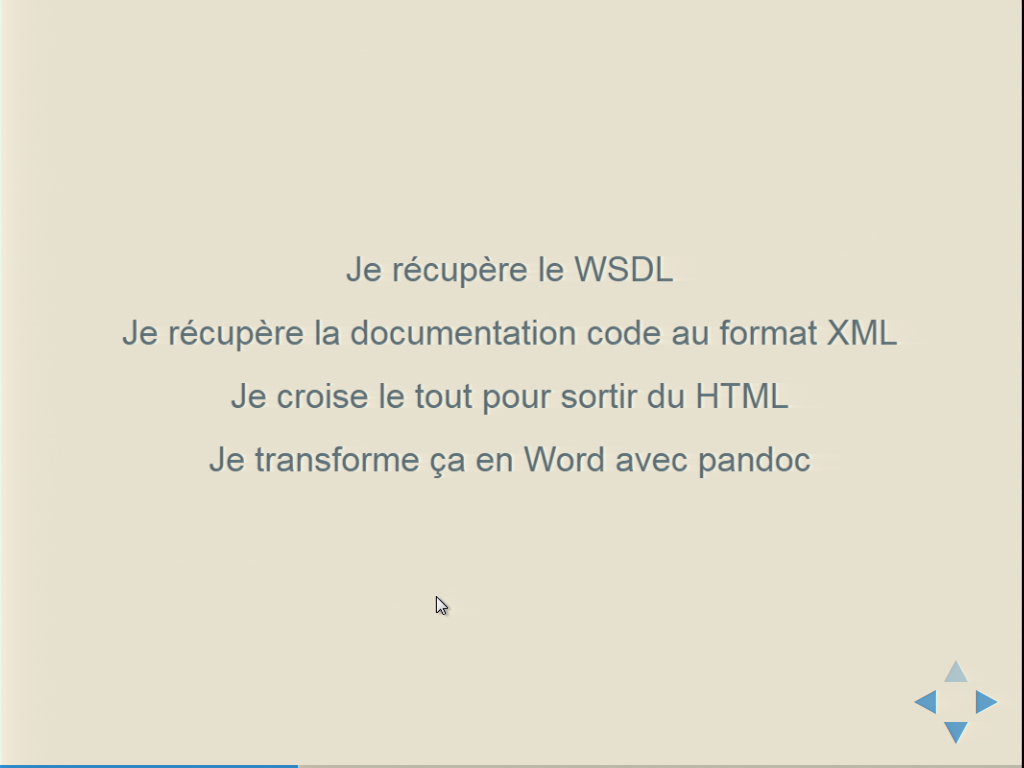 Je récupère le WSDL
Je récupère la documentation code au format XML
Je croise le tout pour sortir du HTML
Je transforme ça en Word avec pandoc